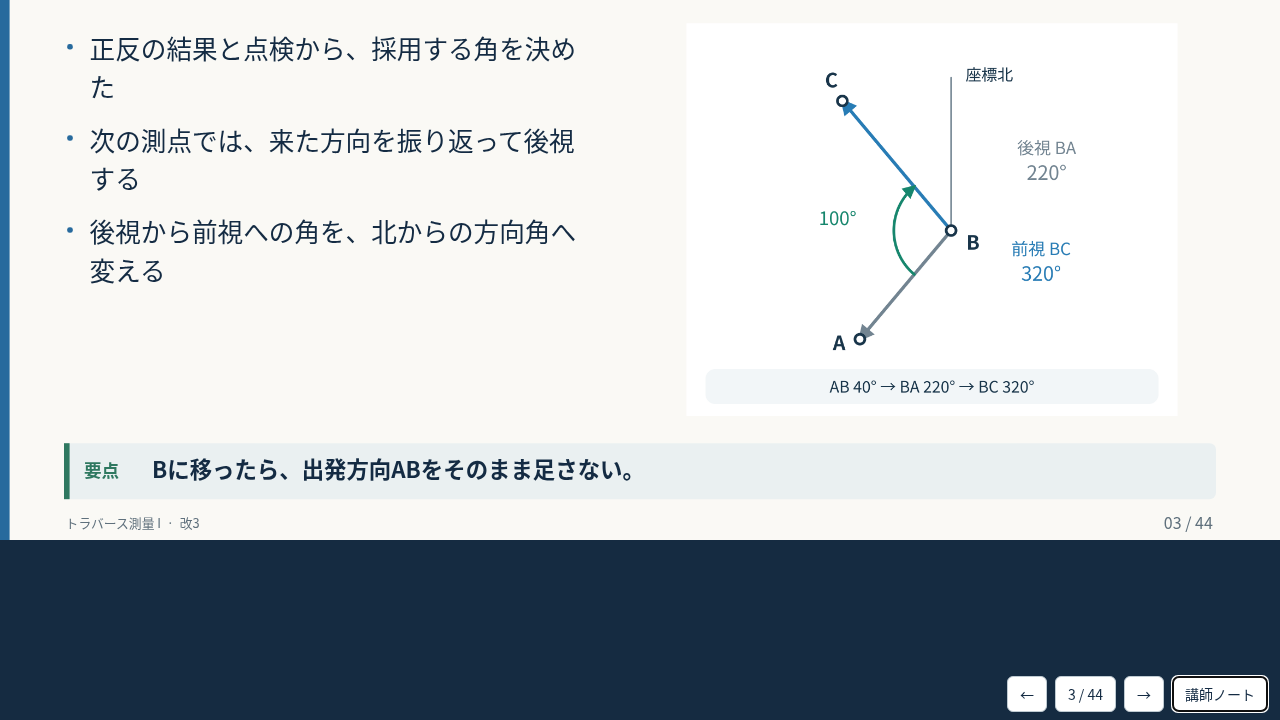 • 正反の結果と点検から、採用する角を決め
た
• 次の測点では、来た方向を振り返って後視
する
• 後視から前視への角を、北からの方向角へ
変える
C
座標北
後視 BA
220°
100°
B
前視 BC
320°
A
AB 40° → BA 220° → BC 320°
要点 Bに移ったら、出発方向ABをそのまま足さない。
トラバース測量 I · 改3
03 / 44
← 3 / 44 → 講師ノート